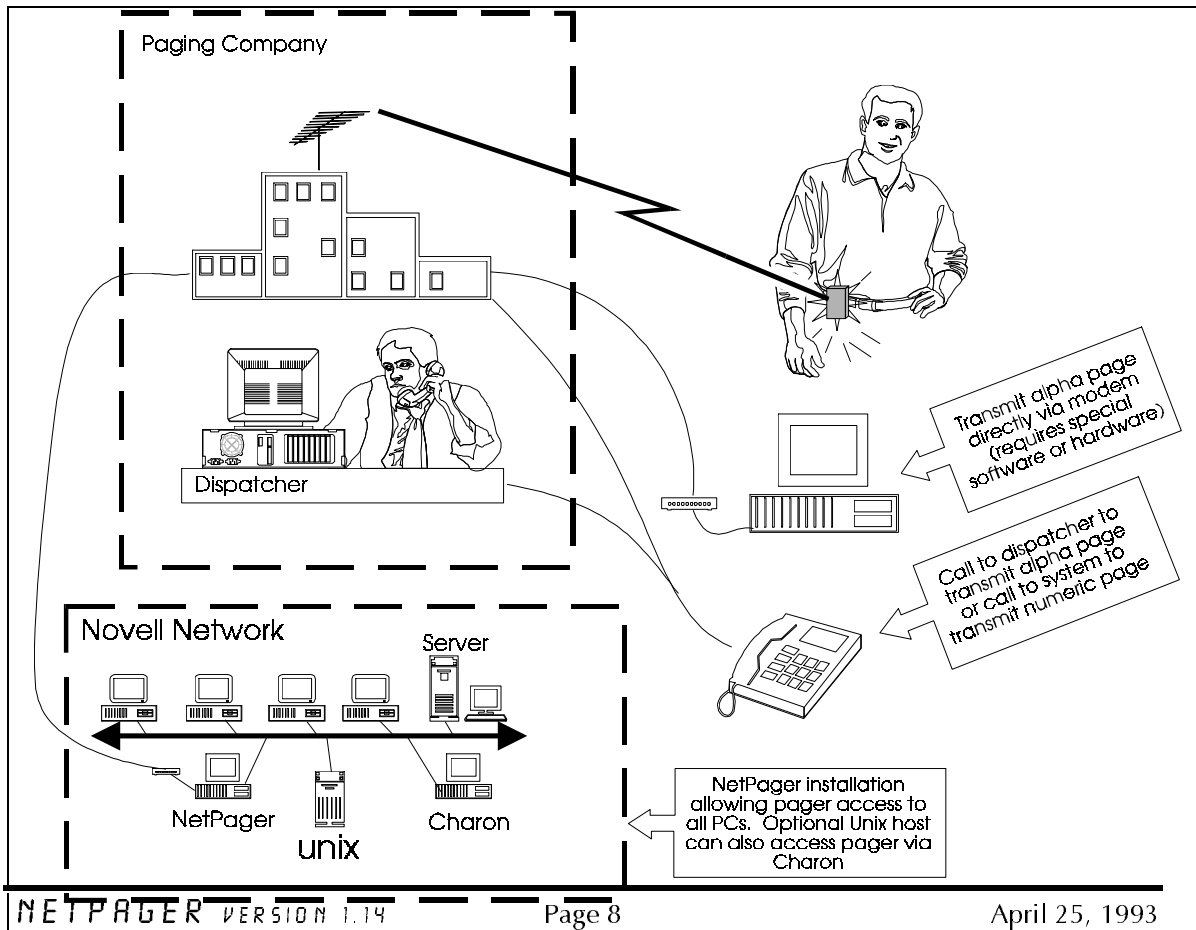 Paging Company
Dispatcher
Transmit alpha page
directly via modem
(requires special
software or hardware)
Call to dispatcher to
transmit alpha page
or call to system to
transmit numeric page
Novell Network
Server
NetPager
unix
Charon
NetPager installation
allowing pager access to
all PCs. Optional Unix host
can also access pager via
Charon
NETPAGER VERSION 1.14 Page 8 April 25, 1993